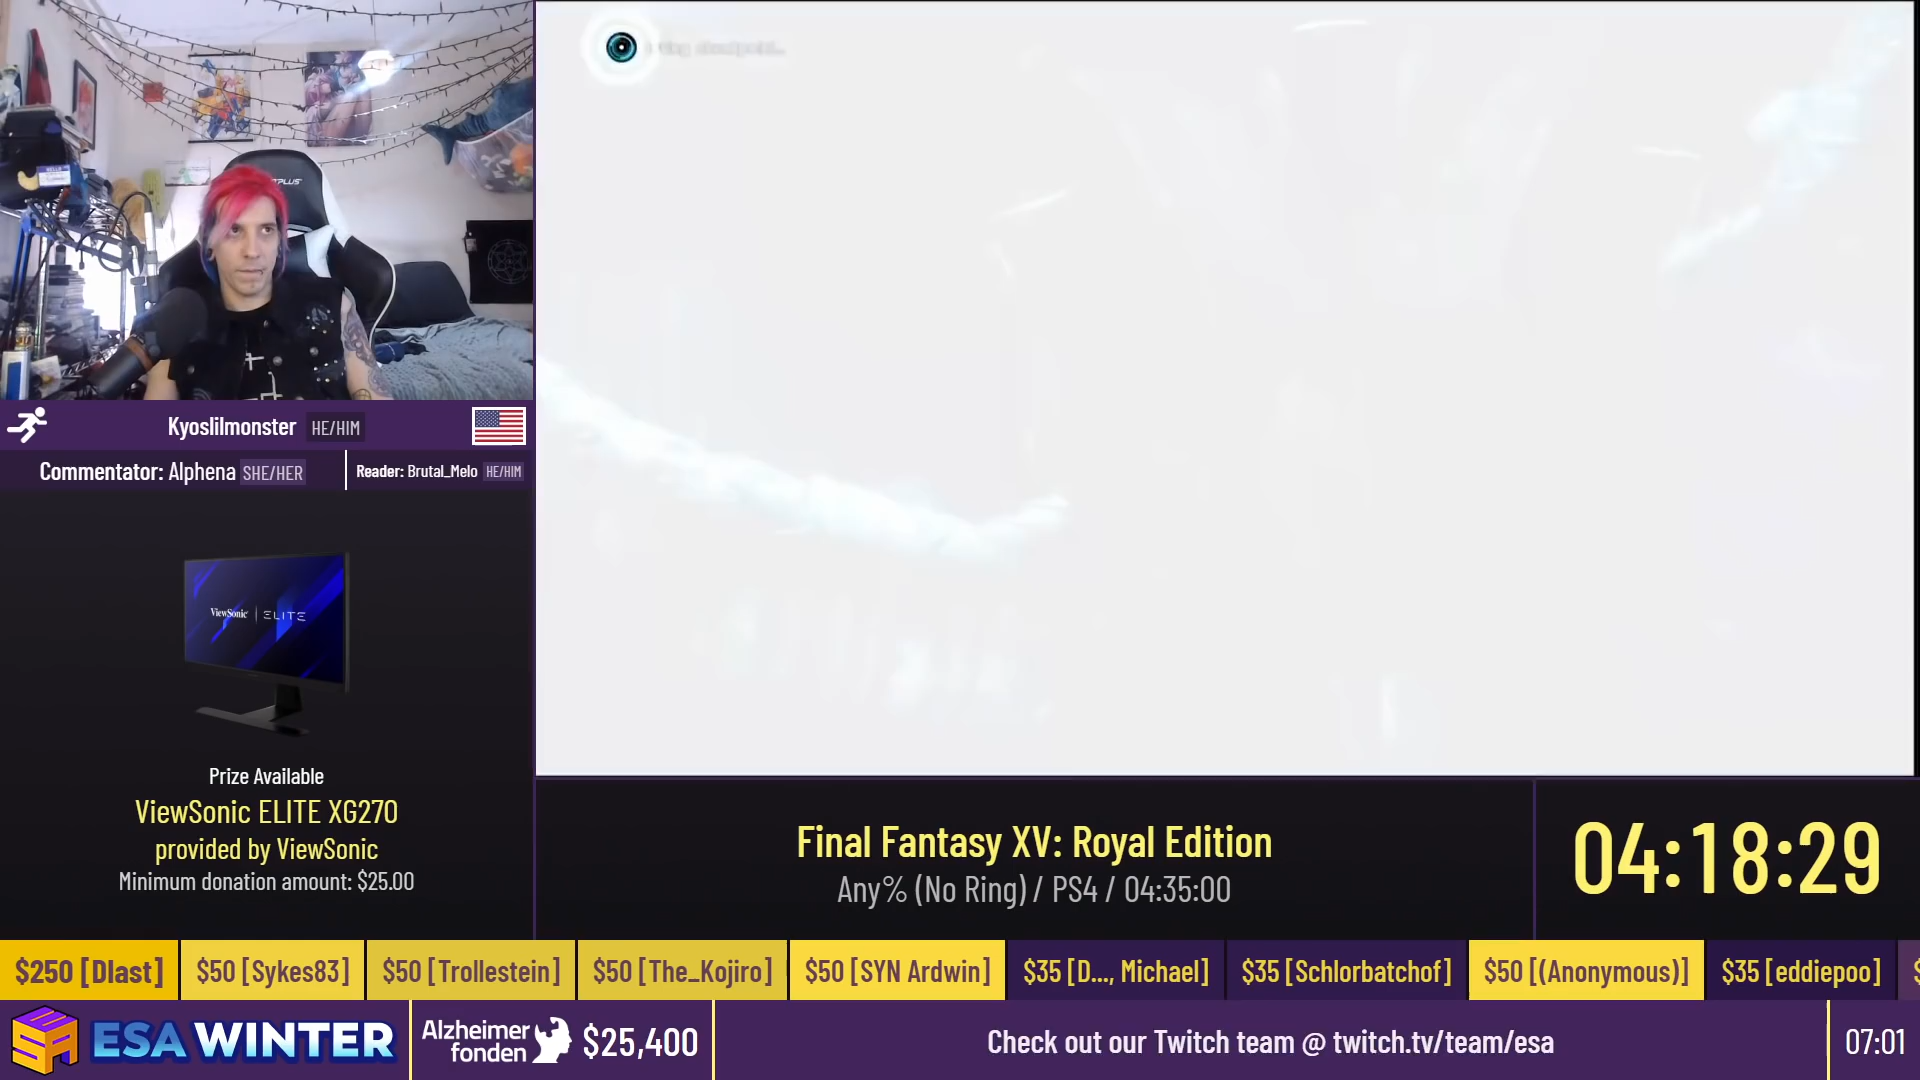 Kyoslilmonster HE/HIM
Commentator: Alphena SHE/HER
Reader: Brutal_Melo HE/HIM
ViewSonic | ELITE
Prize Available
ViewSonic ELITE XG270
provided by ViewSonic
Minimum donation amount: $25.00
Final Fantasy XV: Royal Edition
Any% (No Ring) / PS4 / 04:35:00
04:18:29
$250 [Dlast]
$50 [Sykes83]
$50 [Trollestein]
$50 [The_Kojiro]
$50 [SYN Ardwin]
$35 [D..., Michael]
$35 [Schlorbatchof]
$50 [(Anonymous)]
$35 [eddiepoo]
ESA WINTER
Alzheimer
fonden
$25,400
Check out our Twitch team @ twitch.tv/team/esa
07:01